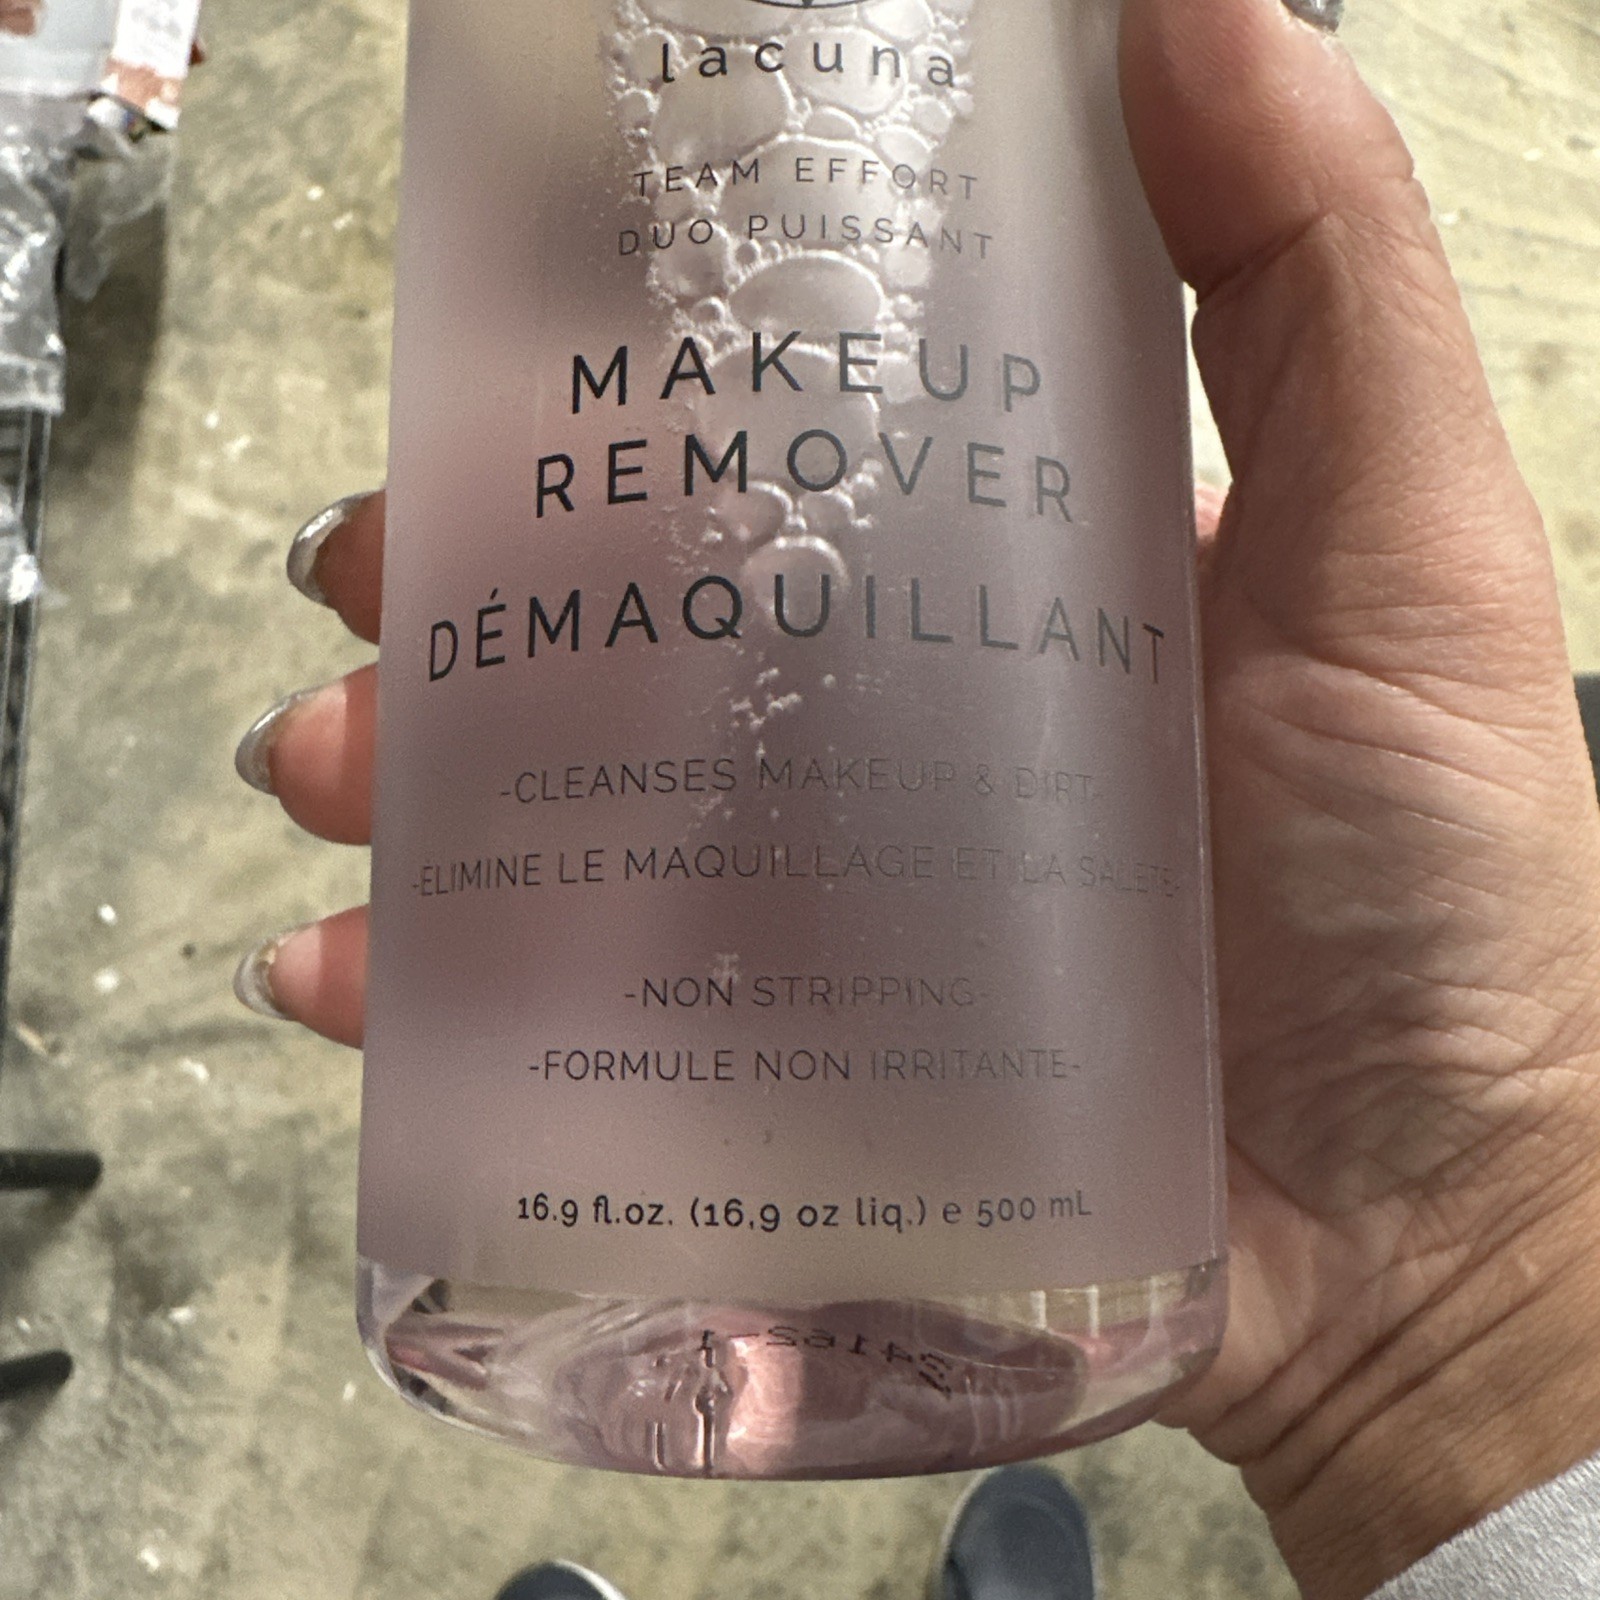 lacuna
TEAM EFFORT
DUO PUISSANT
MAKEUP
REMOVER
DÉMAQUILLANT
-CLEANSES MAKEUP & DIRT-
-ÉLIMINE LE MAQUILLAGE ET LA SALETÉ-
-NON STRIPPING-
-FORMULE NON IRRITANTE-
16.9 fl.oz. (16,9 oz liq.) e 500 mL